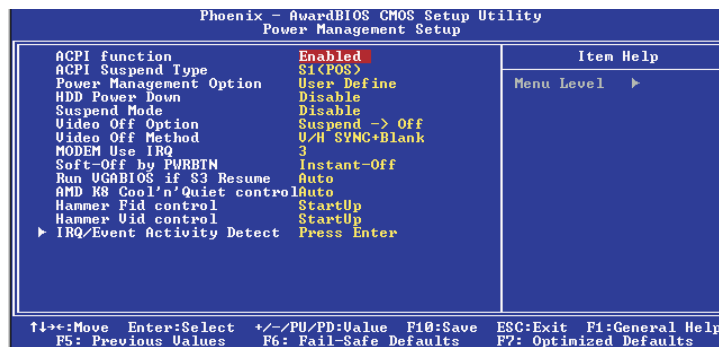 Phoenix - AwardBIOS CMOS Setup Utility
Power Management Setup
ACPI function Enabled
ACPI Suspend Type S1(POS)
Power Management Option User Define
HDD Power Down Disable
Suspend Mode Disable
Video Off Option Suspend -> Off
Video Off Method V/H SYNC+Blank
MODEM Use IRQ 3
Soft-Off by PWRBTN Instant-Off
Run VGABIOS if S3 Resume Auto
AMD K8 Cool'n'Quiet control Auto
Hammer Fid control StartUp
Hammer Vid control StartUp
▶ IRQ/Event Activity Detect Press Enter
Item Help
Menu Level ▶
↑↓→←:Move Enter:Select +/-/PU/PD:Value F10:Save ESC:Exit F1:General Help
F5: Previous Values F6: Fail-Safe Defaults F7: Optimized Defaults